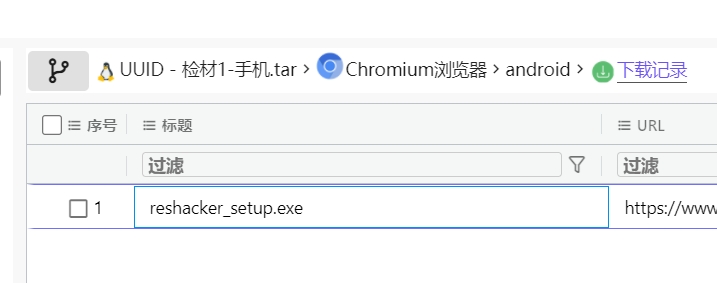 UUID - 检材1-手机.tar > Chromium浏览器 > android > 下载记录
序号 标题 URL
过滤 过滤
1 reshacker_setup.exe https://www